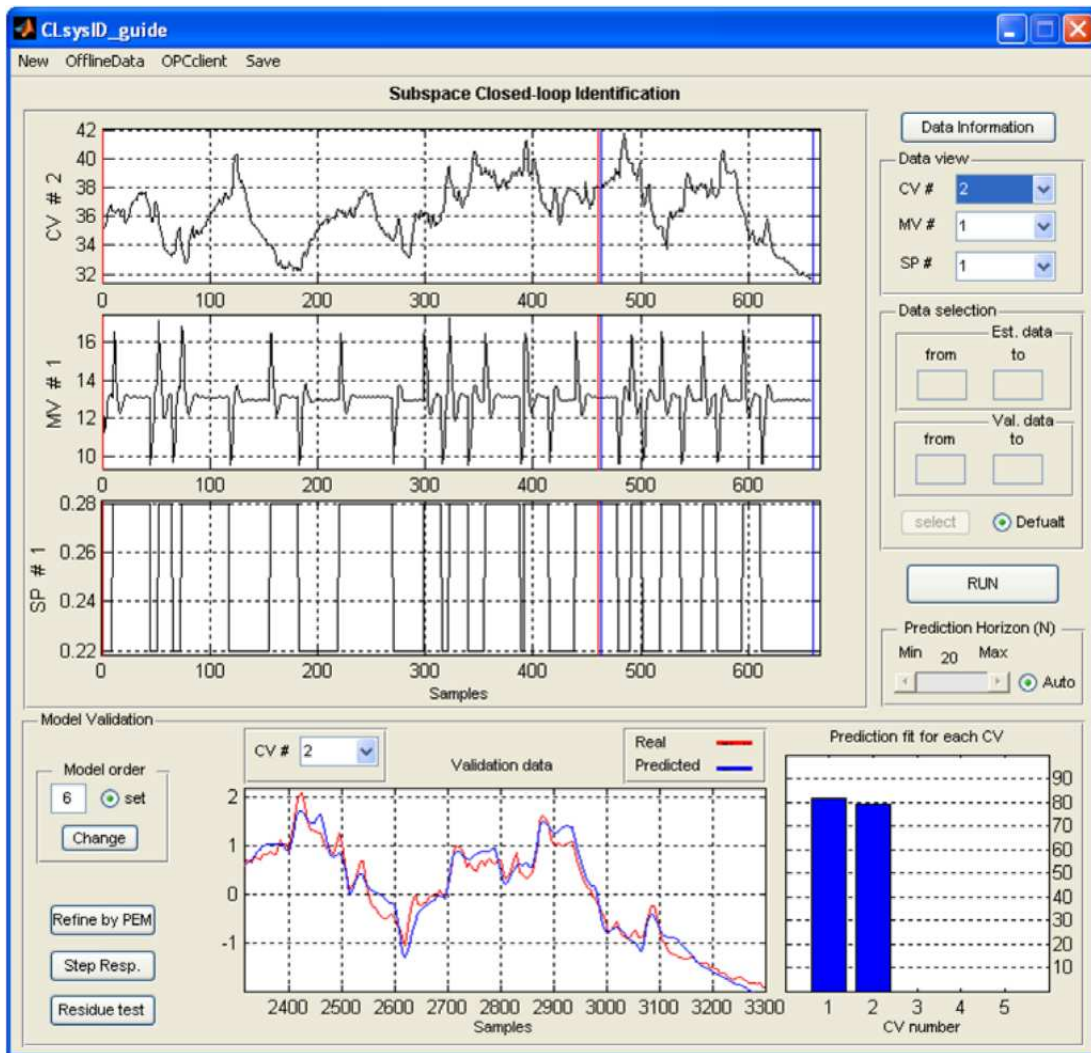 CLsysID_guide
New OfflineData OPCclient Save
Subspace Closed-loop Identification
CV # 2
42
40
38
36
34
32
0 100 200 300 400 500 600
MV # 1
16
14
12
10
0 100 200 300 400 500 600
SP # 1
0.28
0.26
0.24
0.22
0 100 200 300 400 500 600
Samples
Data Information
Data view
CV # 2
MV # 1
SP # 1
Data selection
Est. data
from to
Val. data
from to
select Defualt
RUN
Prediction Horizon (N)
Min 20 Max
Auto
Model Validation
Model order
6 set
Change
Refine by PEM
Step Resp.
Residue test
CV # 2
Validation data
Real
Predicted
2
1
0
-1
2400 2500 2600 2700 2800 2900 3000 3100 3200 3300
Samples
Prediction fit for each CV
90
80
70
60
50
40
30
20
10
1 2 3 4 5
CV number